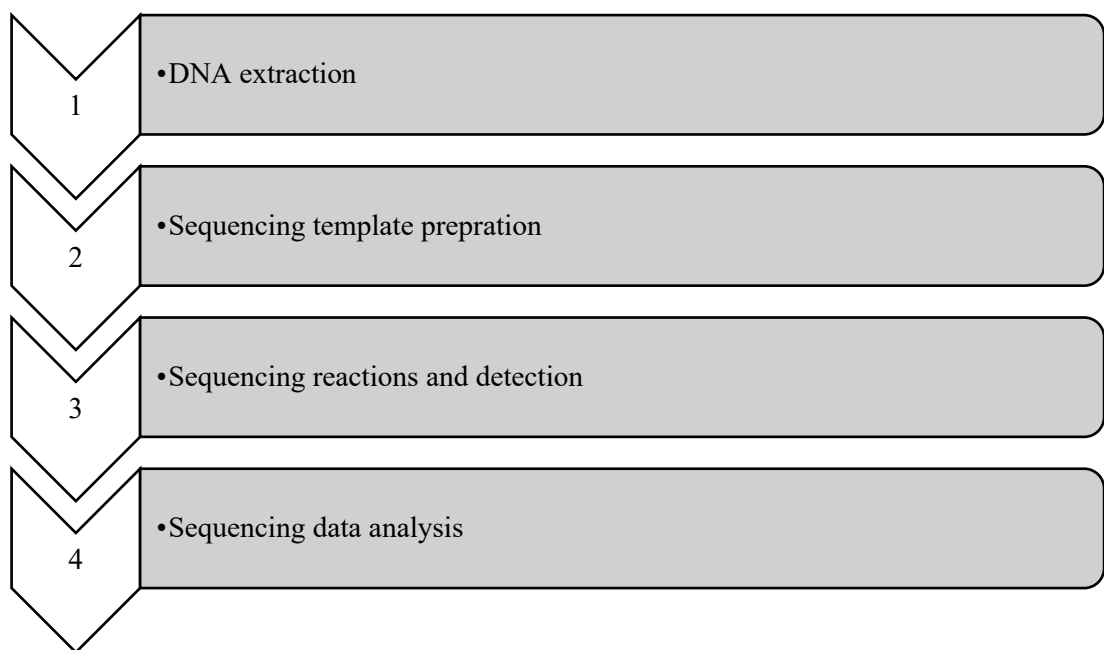 1
•DNA extraction
2
•Sequencing template prepration
3
•Sequencing reactions and detection
4
•Sequencing data analysis